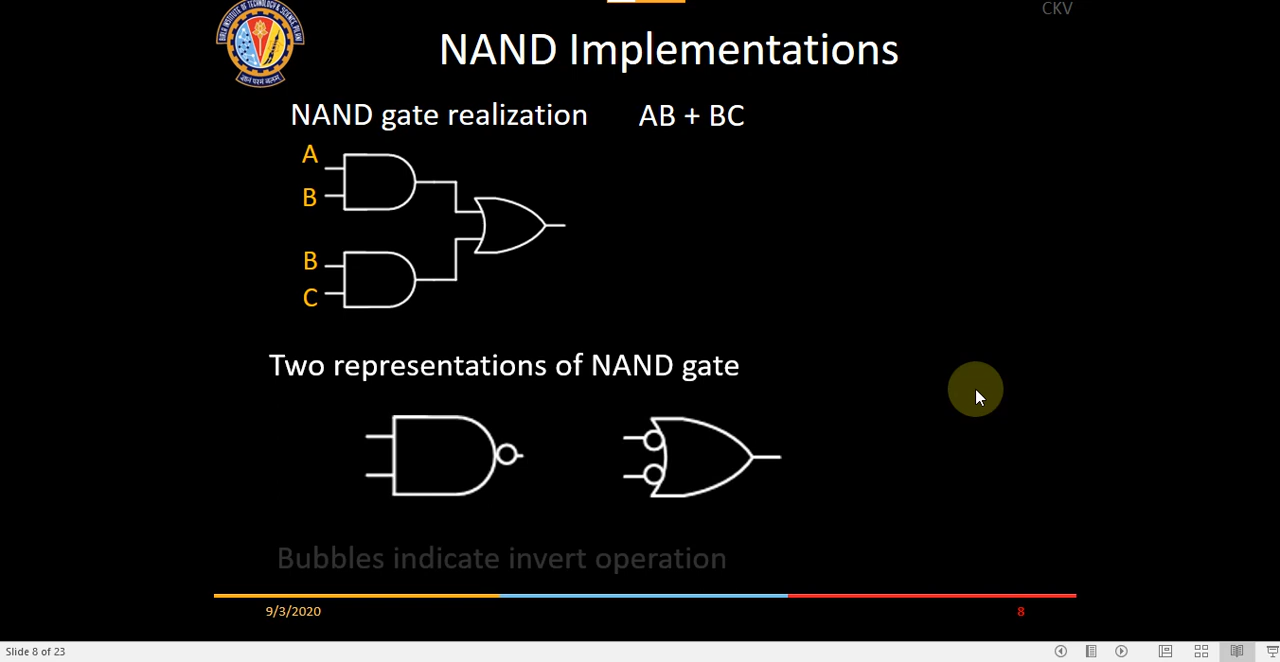 CKV
NAND Implementations
NAND gate realization AB + BC
A
B
B
C
Two representations of NAND gate
Bubbles indicate invert operation
9/3/2020 8
Slide 8 of 23